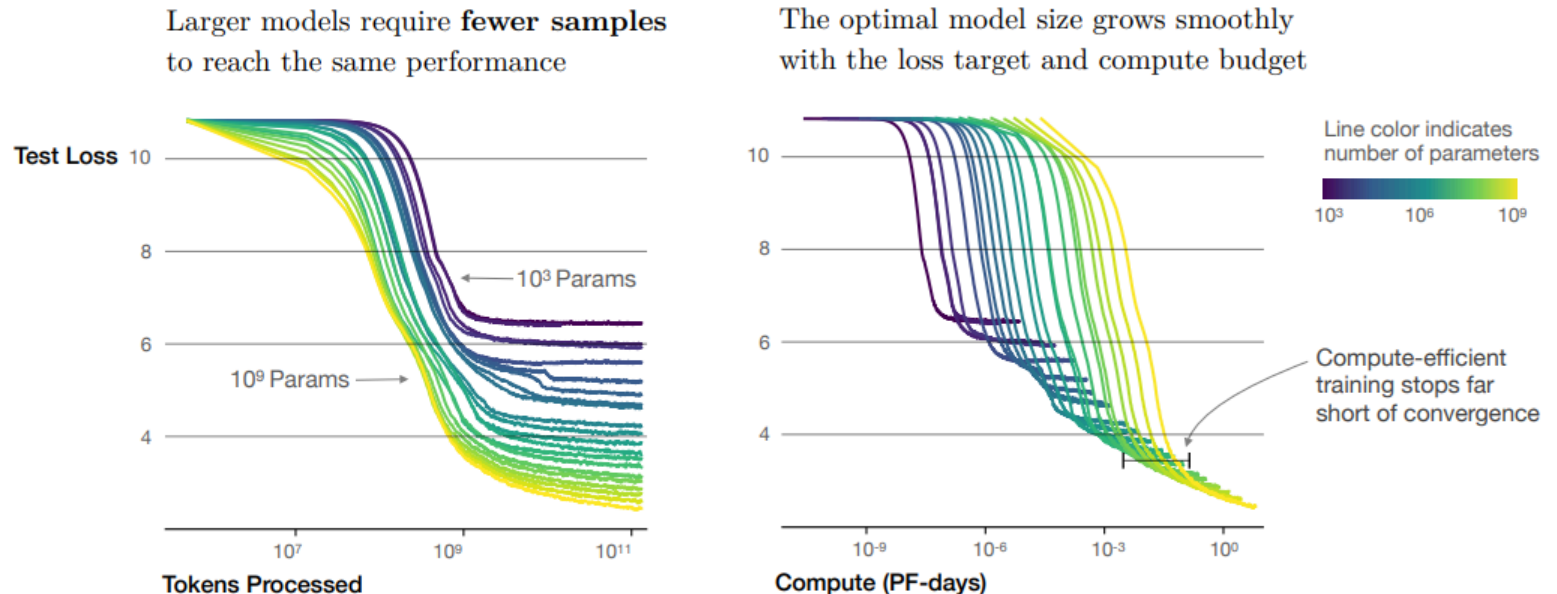 Larger models require fewer samples
to reach the same performance
The optimal model size grows smoothly
with the loss target and compute budget
Test Loss
10
8
6
4
10³ Params
10⁹ Params
10⁷
10⁹
10¹¹
Tokens Processed
10
8
6
4
Line color indicates
number of parameters
10³
10⁶
10⁹
Compute-efficient
training stops far
short of convergence
10⁻⁹
10⁻⁶
10⁻³
10⁰
Compute (PF-days)